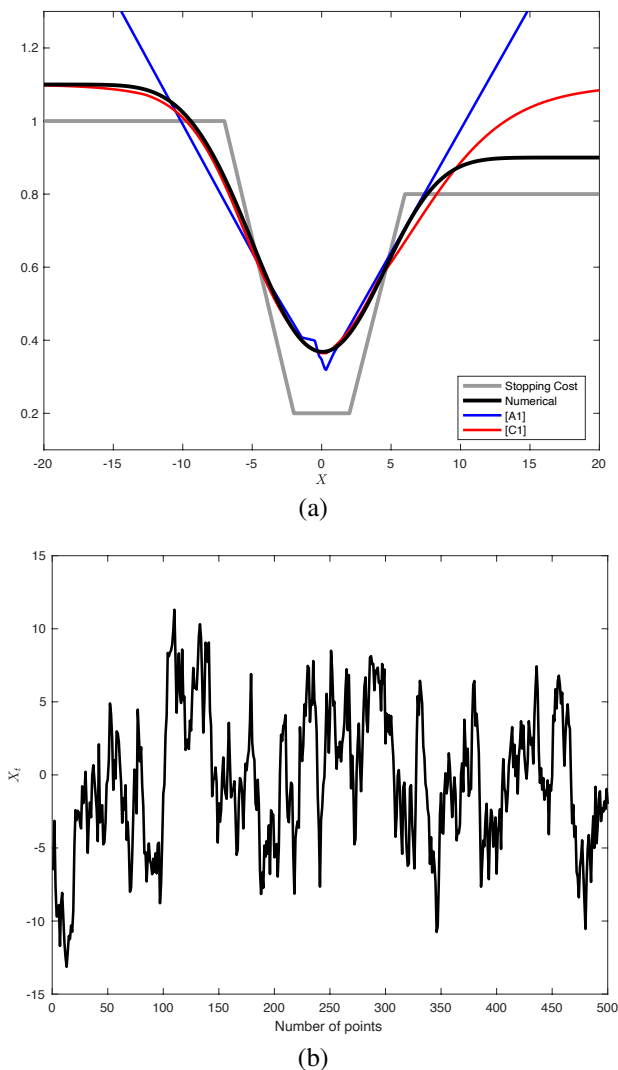 1.2
1
0.8
0.6
0.4
0.2
-20 -15 -10 -5 0 5 10 15 20
X
Stopping Cost
Numerical
[A1]
[C1]
(a)
15
10
5
0
-5
-10
-15
X_t
0 50 100 150 200 250 300 350 400 450 500
Number of points
(b)